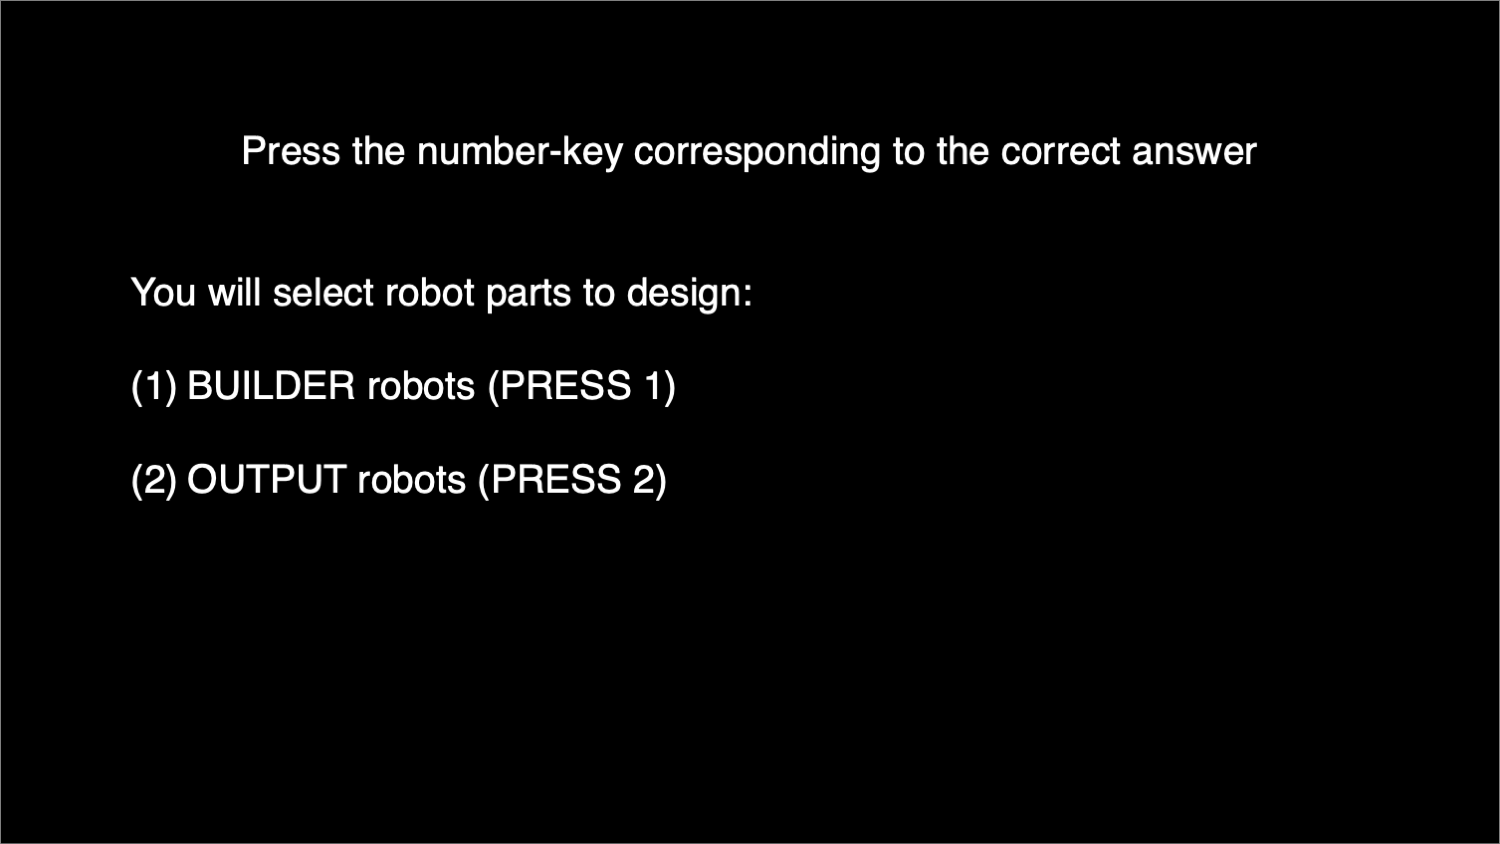 Press the number-key corresponding to the correct answer
You will select robot parts to design:
(1) BUILDER robots (PRESS 1)
(2) OUTPUT robots (PRESS 2)